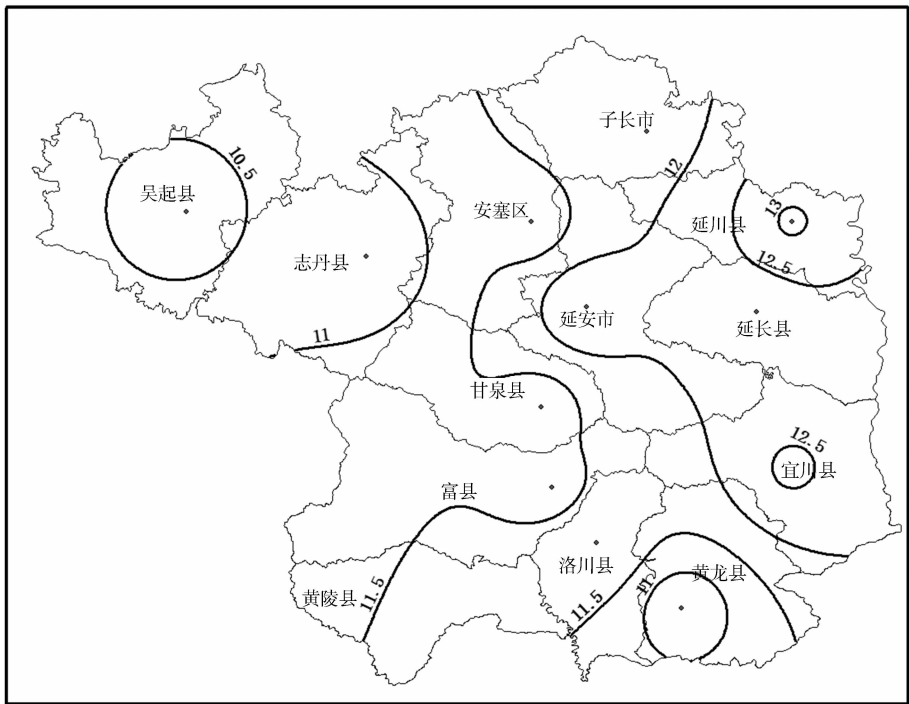 子长市
10.5
12
吴起县
13
安塞区
延川县
志丹县
12.5
延安市
延长县
11
甘泉县
12.5
宜川县
富县
洛川县
黄龙县
11
黄陵县
11.5
11.5